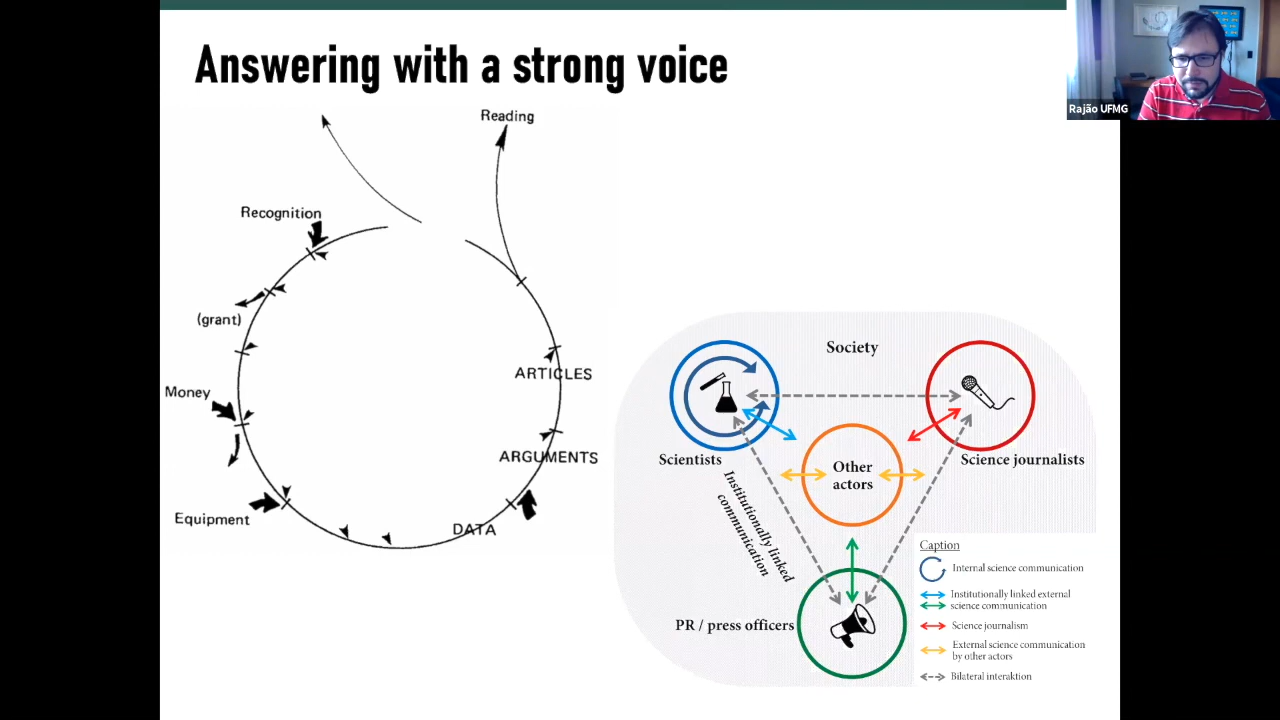 Answering with a strong voice
Rajão UFMG
Reading
Recognition
(grant)
Money
Equipment
ARTICLES
ARGUMENTS
DATA
Society
Scientists
Science journalists
Other
actors
Institutionally linked
communication
PR / press officers
Caption
Internal science communication
Institutionally linked external
science communication
Science journalism
External science communication
by other actors
Bilateral interaktion